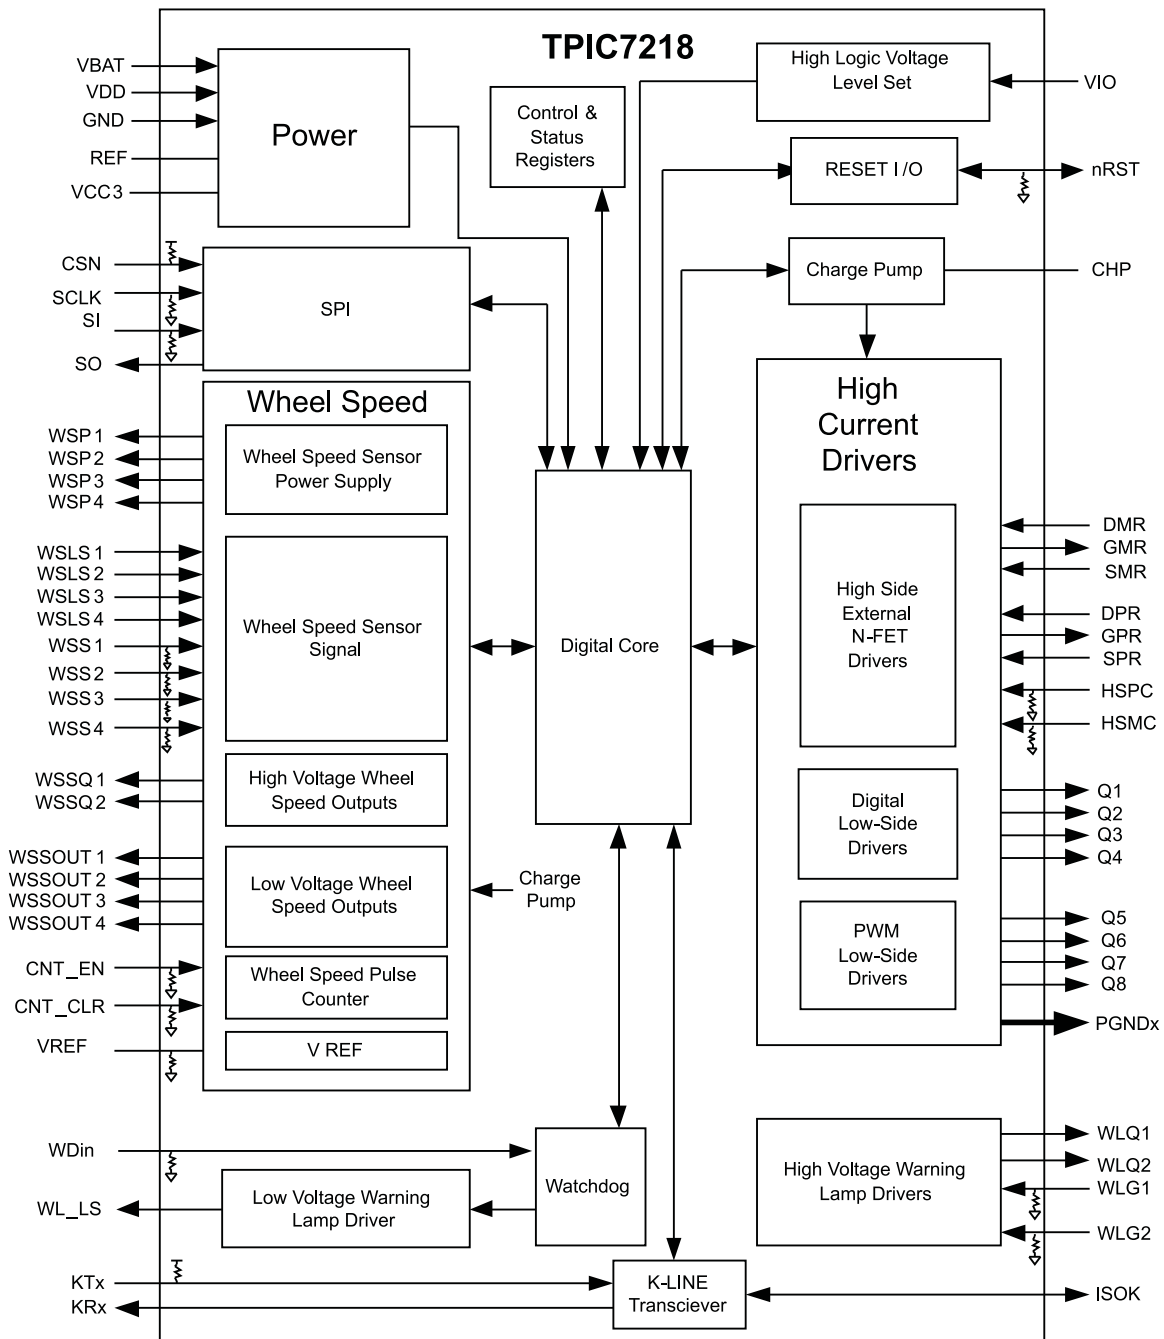 TPIC7218
VBAT
VDD
GND
REF
VCC3
Power
Control &
Status
Registers
High Logic Voltage
Level Set
VIO
RESET I/O
nRST
CSN
SCLK
SI
SO
SPI
Charge Pump
CHP
Wheel Speed
WSP1
WSP2
WSP3
WSP4
Wheel Speed Sensor
Power Supply
WSLS1
WSLS2
WSLS3
WSLS4
WSS1
WSS2
WSS3
WSS4
Wheel Speed Sensor
Signal
WSSQ1
WSSQ2
High Voltage Wheel
Speed Outputs
WSSOUT1
WSSOUT2
WSSOUT3
WSSOUT4
Low Voltage Wheel
Speed Outputs
Charge
Pump
CNT_EN
CNT_CLR
Wheel Speed Pulse
Counter
VREF
V REF
Digital Core
High
Current
Drivers
High Side
External
N-FET
Drivers
DMR
GMR
SMR
DPR
GPR
SPR
HSPC
HSMC
Digital
Low-Side
Drivers
Q1
Q2
Q3
Q4
PWM
Low-Side
Drivers
Q5
Q6
Q7
Q8
PGNDx
WDin
Watchdog
WL_LS
Low Voltage Warning
Lamp Driver
High Voltage Warning
Lamp Drivers
WLQ1
WLQ2
WLG1
WLG2
KTx
KRx
K-LINE
Transciever
ISOK